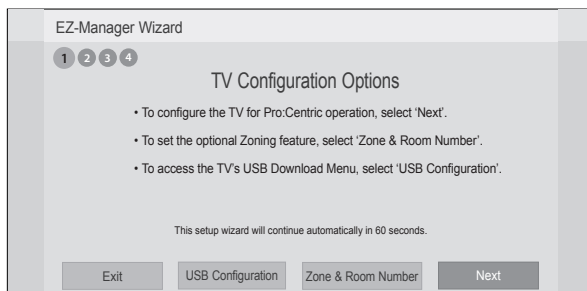 EZ-Manager Wizard
1 2 3 4
TV Configuration Options
• To configure the TV for Pro:Centric operation, select ‘Next’.
• To set the optional Zoning feature, select ‘Zone & Room Number’.
• To access the TV’s USB Download Menu, select ‘USB Configuration’.
This setup wizard will continue automatically in 60 seconds.
Exit USB Configuration Zone & Room Number Next